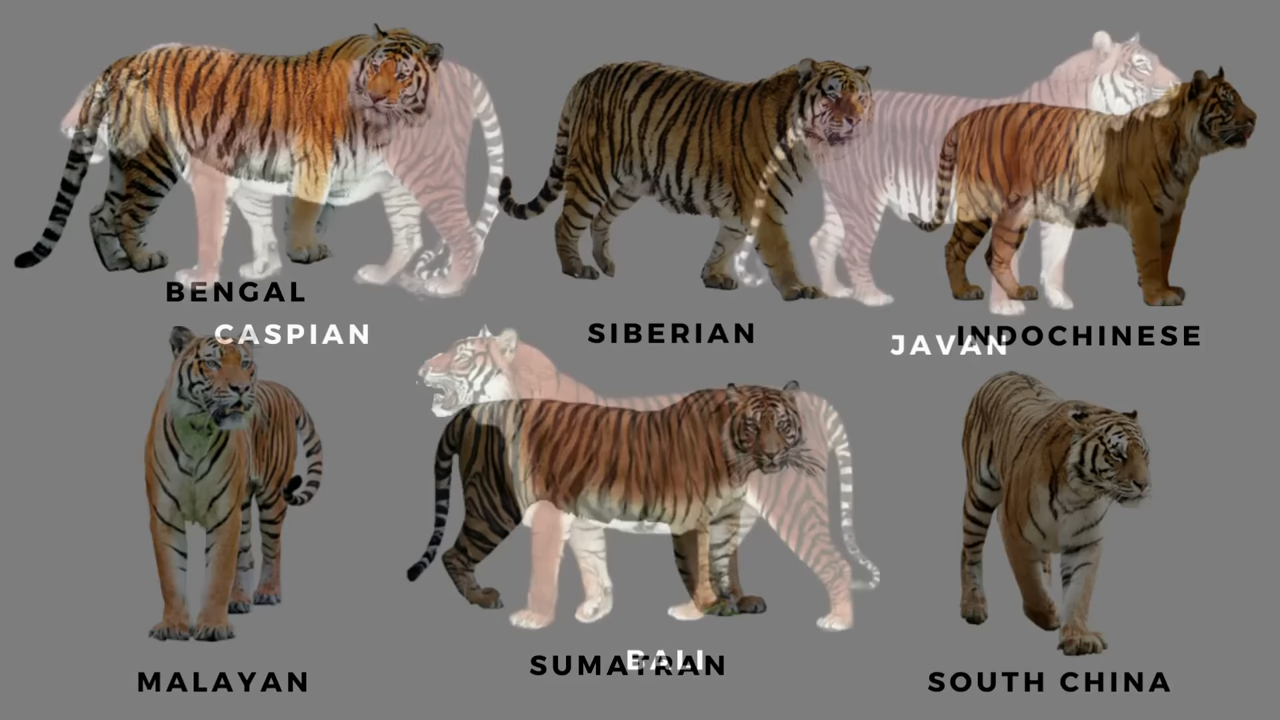 BENGAL
CASPIAN
SIBERIAN
JAVAN
INDOCHINESE
MALAYAN
SUMATRAN
BALI
SOUTH CHINA